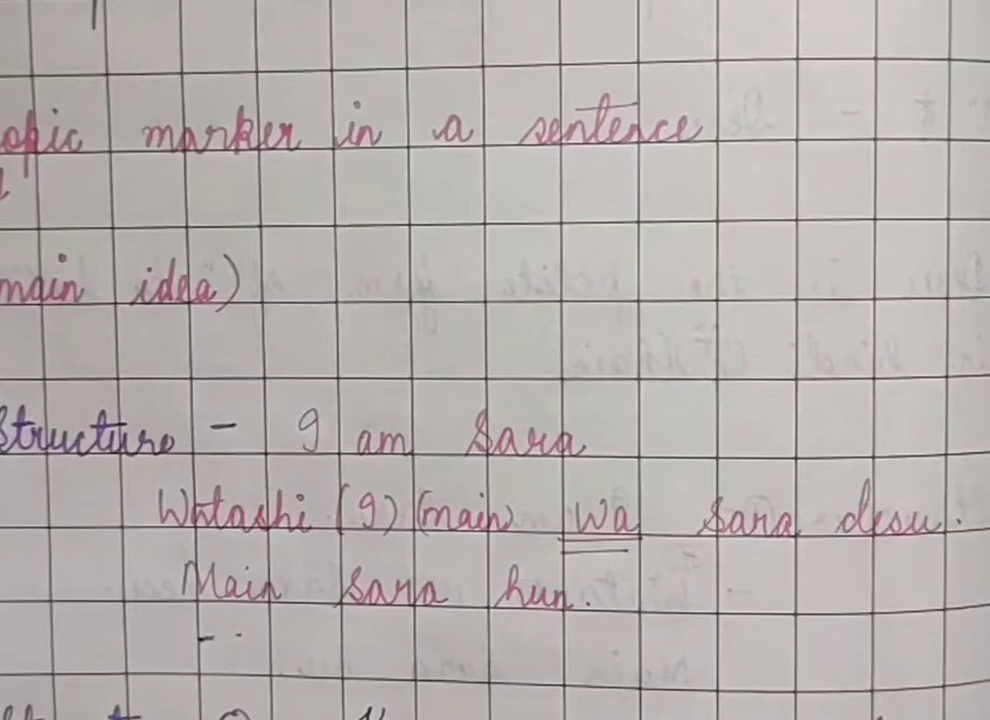 opic marker in a sentence
main idea)
Structure - I am Sara
Watashi (I) (main) wa sara desu.
Main sara hun.